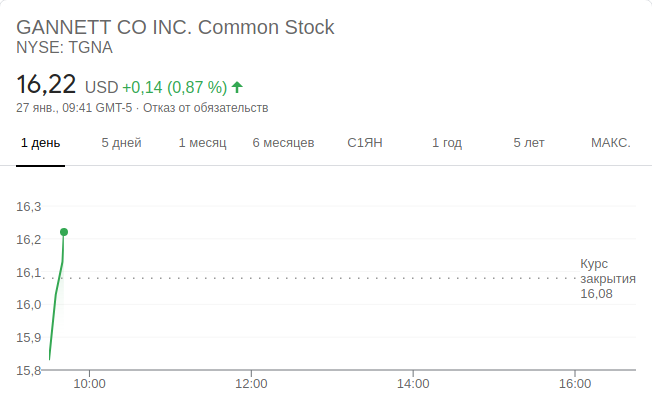 GANNETT CO INC. Common Stock
NYSE: TGNA
16,22 USD +0,14 (0,87 %)
27 янв., 09:41 GMT-5 · Отказ от обязательств
1 день 5 дней 1 месяц 6 месяцев С1ЯН 1 год 5 лет МАКС.
16,3
16,2
16,1
16,0
15,9
15,8
Курс
закрытия
16,08
10:00 12:00 14:00 16:00